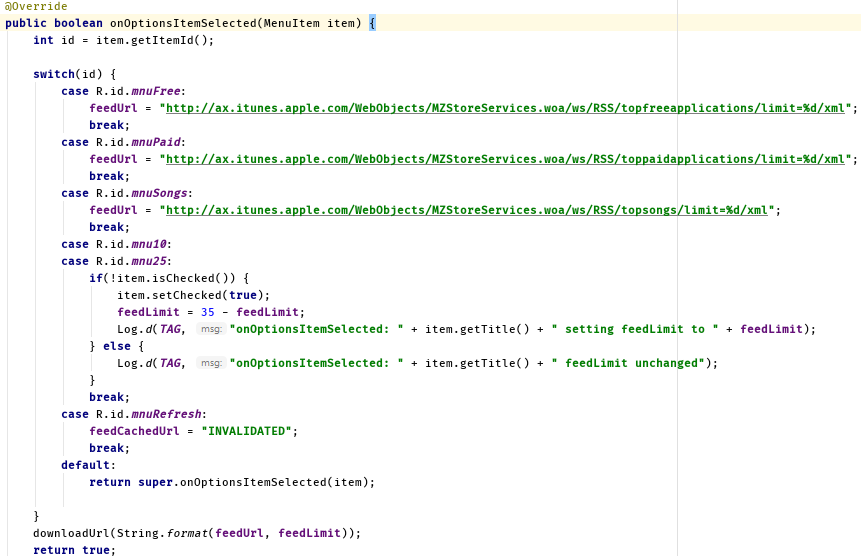 @Override
public boolean onOptionsItemSelected(MenuItem item) {
    int id = item.getItemId();

    switch(id) {
        case R.id.mnuFree:
            feedUrl = "http://ax.itunes.apple.com/WebObjects/MZStoreServices.woa/ws/RSS/topfreeapplications/limit=%d/xml";
            break;
        case R.id.mnuPaid:
            feedUrl = "http://ax.itunes.apple.com/WebObjects/MZStoreServices.woa/ws/RSS/toppaidapplications/limit=%d/xml";
            break;
        case R.id.mnuSongs:
            feedUrl = "http://ax.itunes.apple.com/WebObjects/MZStoreServices.woa/ws/RSS/topsongs/limit=%d/xml";
            break;
        case R.id.mnu10:
        case R.id.mnu25:
            if(!item.isChecked()) {
                item.setChecked(true);
                feedLimit = 35 - feedLimit;
                Log.d(TAG, msg: "onOptionsItemSelected: " + item.getTitle() + " setting feedLimit to " + feedLimit);
            } else {
                Log.d(TAG, msg: "onOptionsItemSelected: " + item.getTitle() + " feedLimit unchanged");
            }
            break;
        case R.id.mnuRefresh:
            feedCachedUrl = "INVALIDATED";
            break;
        default:
            return super.onOptionsItemSelected(item);

    }
    downloadUrl(String.format(feedUrl, feedLimit));
    return true;